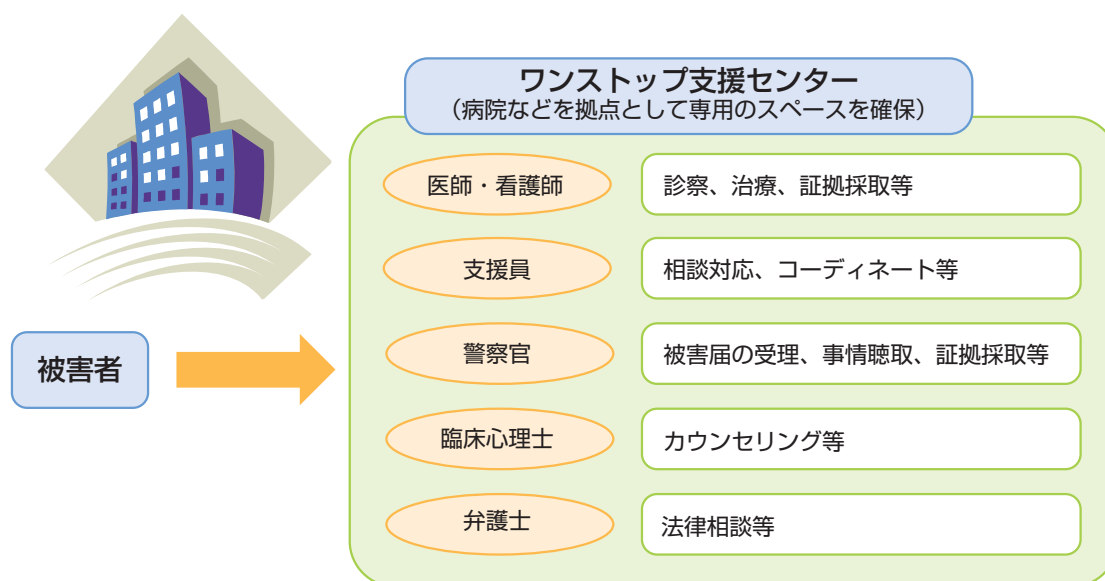 ワンストップ支援センター
（病院などを拠点として専用のスペースを確保）
医師・看護師
診察、治療、証拠採取等
支援員
相談対応、コーディネート等
被害者
警察官
被害届の受理、事情聴取、証拠採取等
臨床心理士
カウンセリング等
弁護士
法律相談等